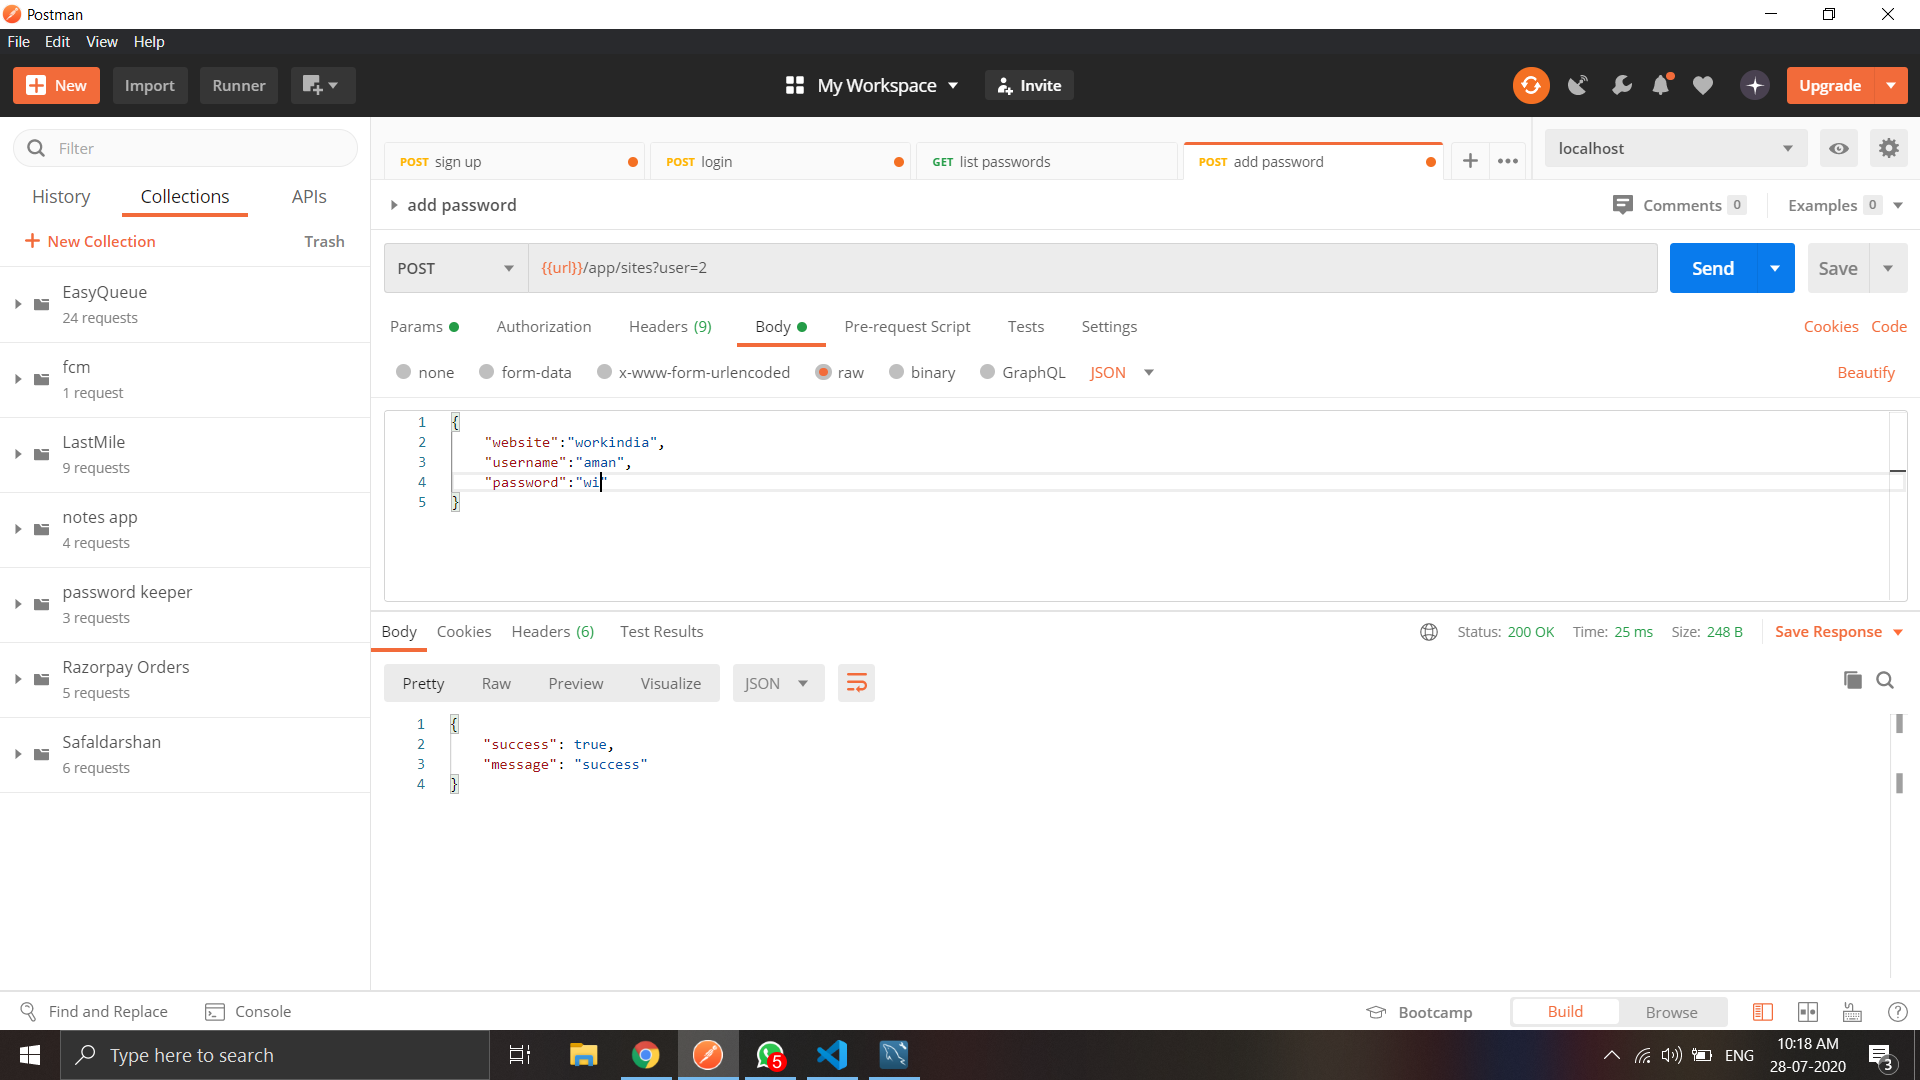 Postman
File Edit View Help
New Import Runner My Workspace Invite Upgrade
Filter
History Collections APIs
New Collection Trash
EasyQueue
24 requests
fcm
1 request
LastMile
9 requests
notes app
4 requests
password keeper
3 requests
Razorpay Orders
5 requests
Safaldarshan
6 requests
POST sign up POST login GET list passwords POST add password
localhost
add password
Comments 0 Examples 0
POST {{url}}/app/sites?user=2 Send Save
Params Authorization Headers (9) Body Pre-request Script Tests Settings Cookies Code
none form-data x-www-form-urlencoded raw binary GraphQL JSON Beautify
1 {
2 "website":"workindia",
3 "username":"aman",
4 "password":"wi"
5 }
Body Cookies Headers (6) Test Results Status: 200 OK Time: 25 ms Size: 248 B Save Response
Pretty Raw Preview Visualize JSON
1 {
2 "success": true,
3 "message": "success"
4 }
Find and Replace Console Bootcamp Build Browse
Type here to search 5 ENG 10:18 AM
28-07-2020 3